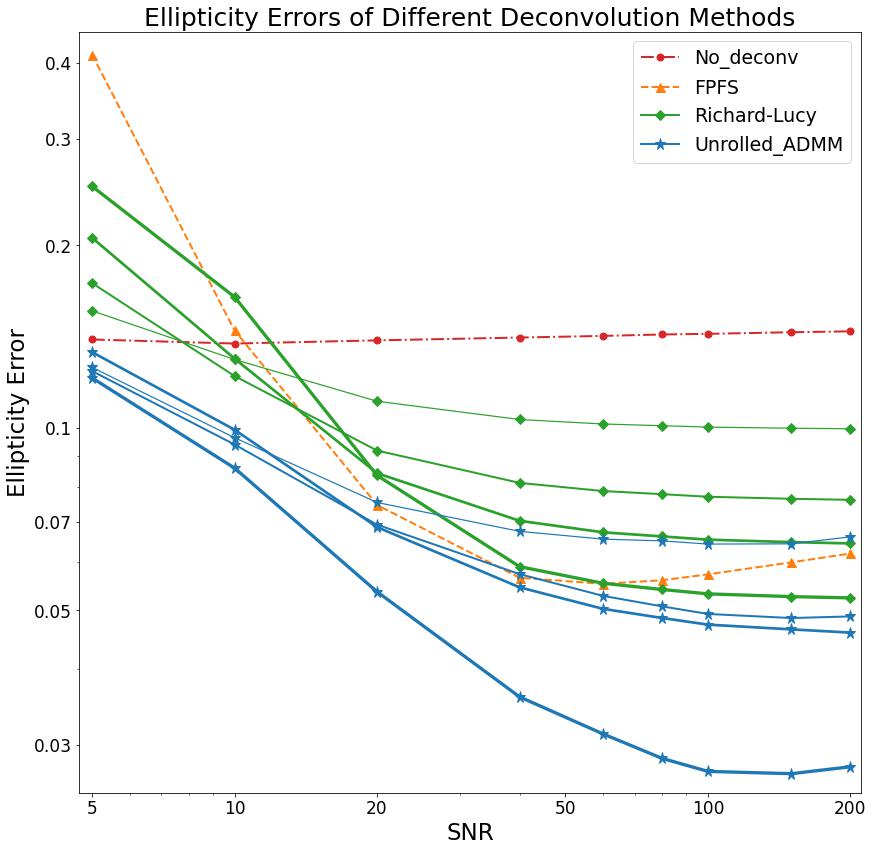 Ellipticity Errors of Different Deconvolution Methods
No_deconv
FPFS
Richard-Lucy
Unrolled_ADMM
Ellipticity Error
0.4
0.3
0.2
0.1
0.07
0.05
0.03
5 10 20 50 100 200
SNR